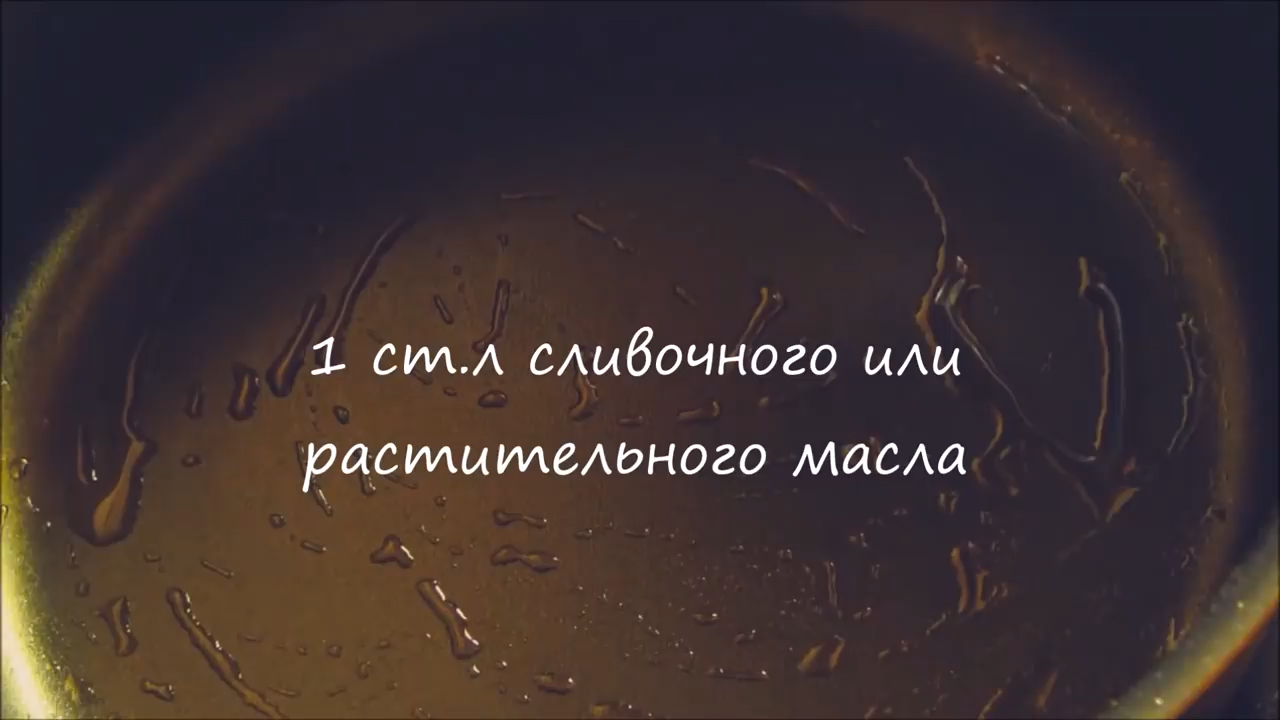 1 ст.л сливочного или
растительного масла